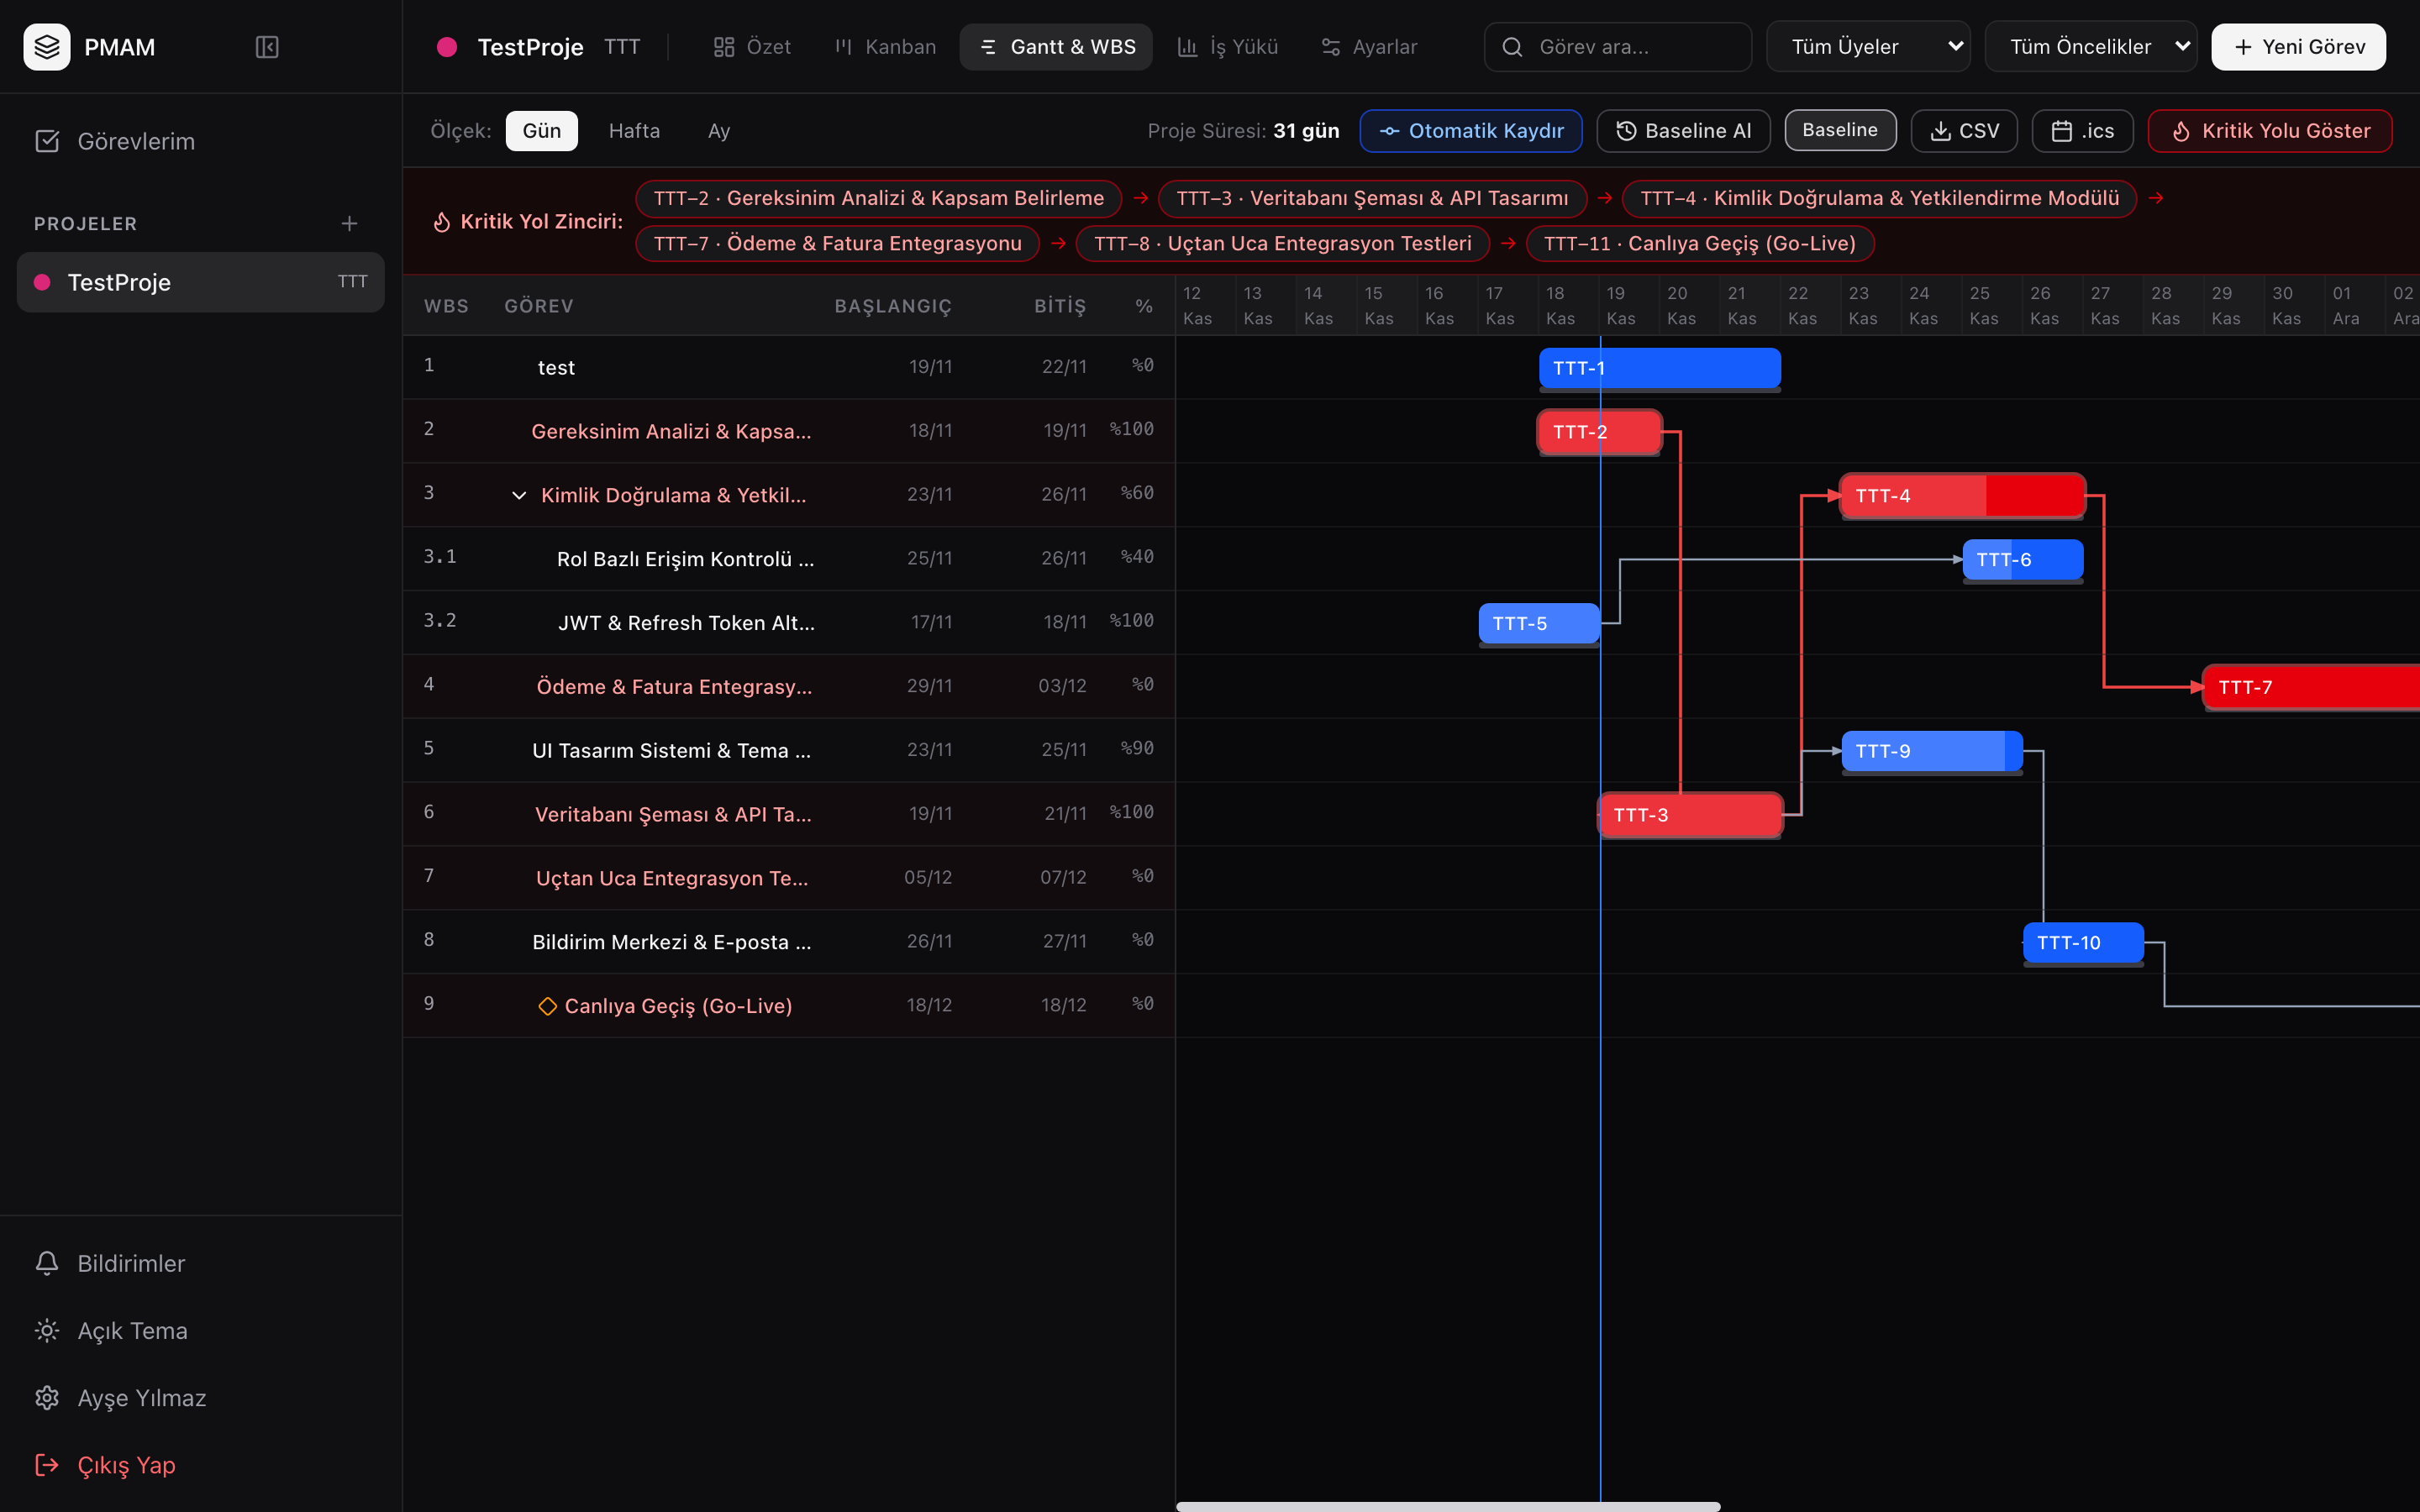 PMAM
TestProje TTT
Özet
Kanban
Gantt & WBS
İş Yükü
Ayarlar
Görev ara...
Tüm Üyeler
Tüm Öncelikler
+ Yeni Görev
Görevlerim
PROJELER +
TestProje TTT
Bildirimler
Açık Tema
Ayşe Yılmaz
Çıkış Yap
Ölçek: Gün Hafta Ay
Proje Süresi: 31 gün
Otomatik Kaydır
Baseline Al
Baseline
CSV
.ics
Kritik Yolu Göster
Kritik Yol Zinciri:
TTT-2 · Gereksinim Analizi & Kapsam Belirleme → TTT-3 · Veritabanı Şeması & API Tasarımı → TTT-4 · Kimlik Doğrulama & Yetkilendirme Modülü →
TTT-7 · Ödeme & Fatura Entegrasyonu → TTT-8 · Uçtan Uca Entegrasyon Testleri → TTT-11 · Canlıya Geçiş (Go-Live)
WBS GÖREV BAŞLANGIÇ BİTİŞ %
12 13 14 15 16 17 18 19 20 21 22 23 24 25 26 27 28 29 30 01 02
Kas Kas Kas Kas Kas Kas Kas Kas Kas Kas Kas Kas Kas Kas Kas Kas Kas Kas Kas Ara Ara
1 test 19/11 22/11 %0
TTT-1
2 Gereksinim Analizi & Kapsa... 18/11 19/11 %100
TTT-2
3 Kimlik Doğrulama & Yetkil... 23/11 26/11 %60
TTT-4
3.1 Rol Bazlı Erişim Kontrolü ... 25/11 26/11 %40
TTT-6
3.2 JWT & Refresh Token Alt... 17/11 18/11 %100
TTT-5
4 Ödeme & Fatura Entegrasy... 29/11 03/12 %0
TTT-7
5 UI Tasarım Sistemi & Tema ... 23/11 25/11 %90
TTT-9
6 Veritabanı Şeması & API Ta... 19/11 21/11 %100
TTT-3
7 Uçtan Uca Entegrasyon Te... 05/12 07/12 %0
8 Bildirim Merkezi & E-posta ... 26/11 27/11 %0
TTT-10
9 Canlıya Geçiş (Go-Live) 18/12 18/12 %0